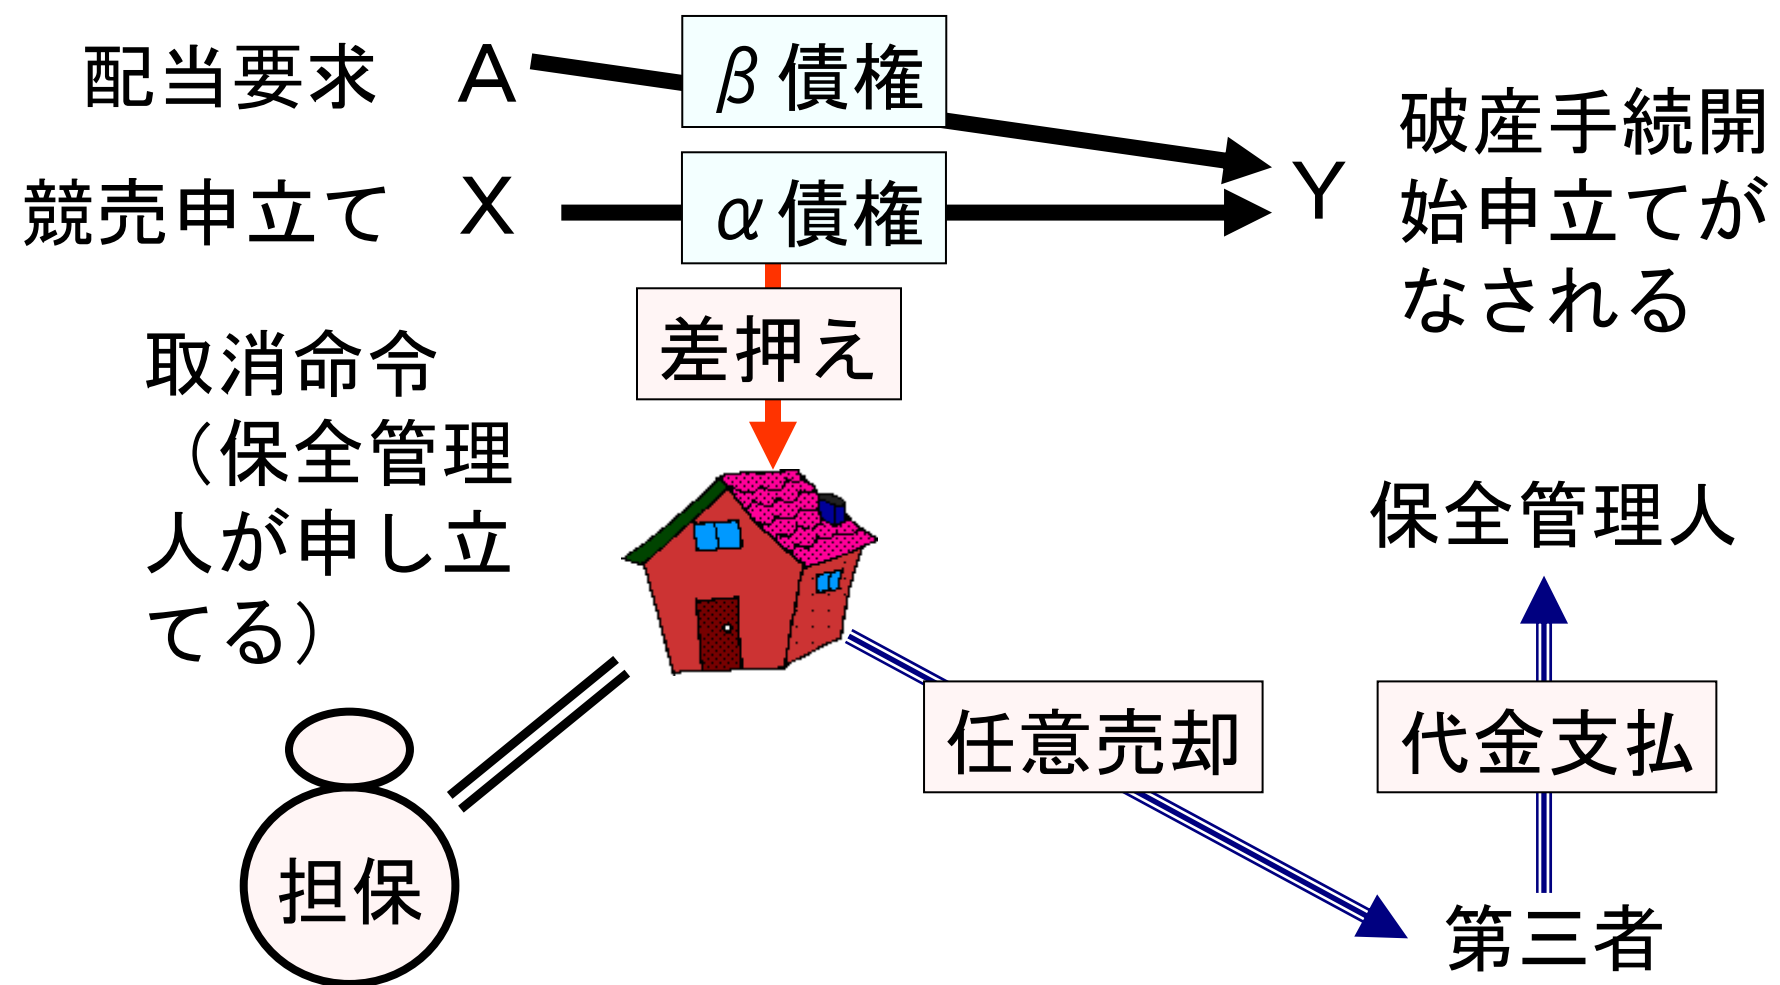 配当要求 A β債権
競売申立て X α債権 Y
破産手続開
始申立てが
なされる
差押え
取消命令
（保全管理
人が申し立
てる）
保全管理人
任意売却
代金支払
担保
第三者